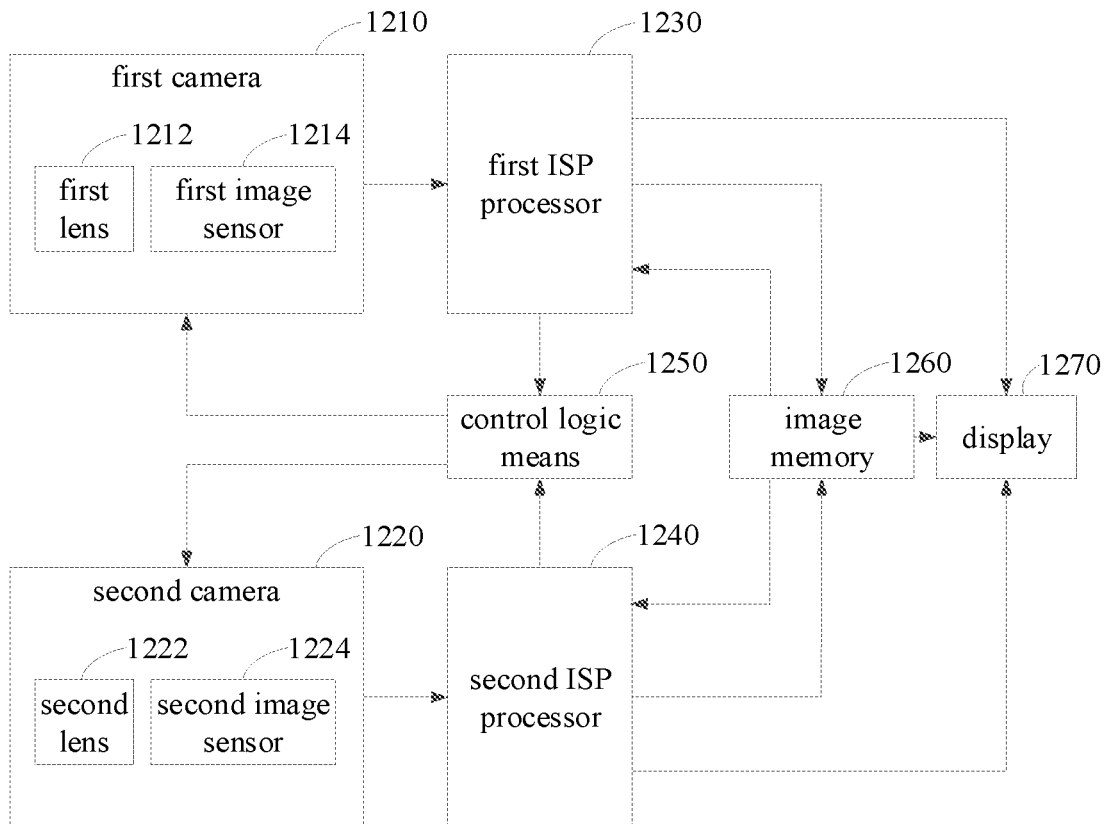 1210
1230
first camera
1212
1214
first
lens
first image
sensor
first ISP
processor
1250
1260
1270
control logic
means
image
memory
display
1220
1240
second camera
1222
1224
second
lens
second image
sensor
second ISP
processor